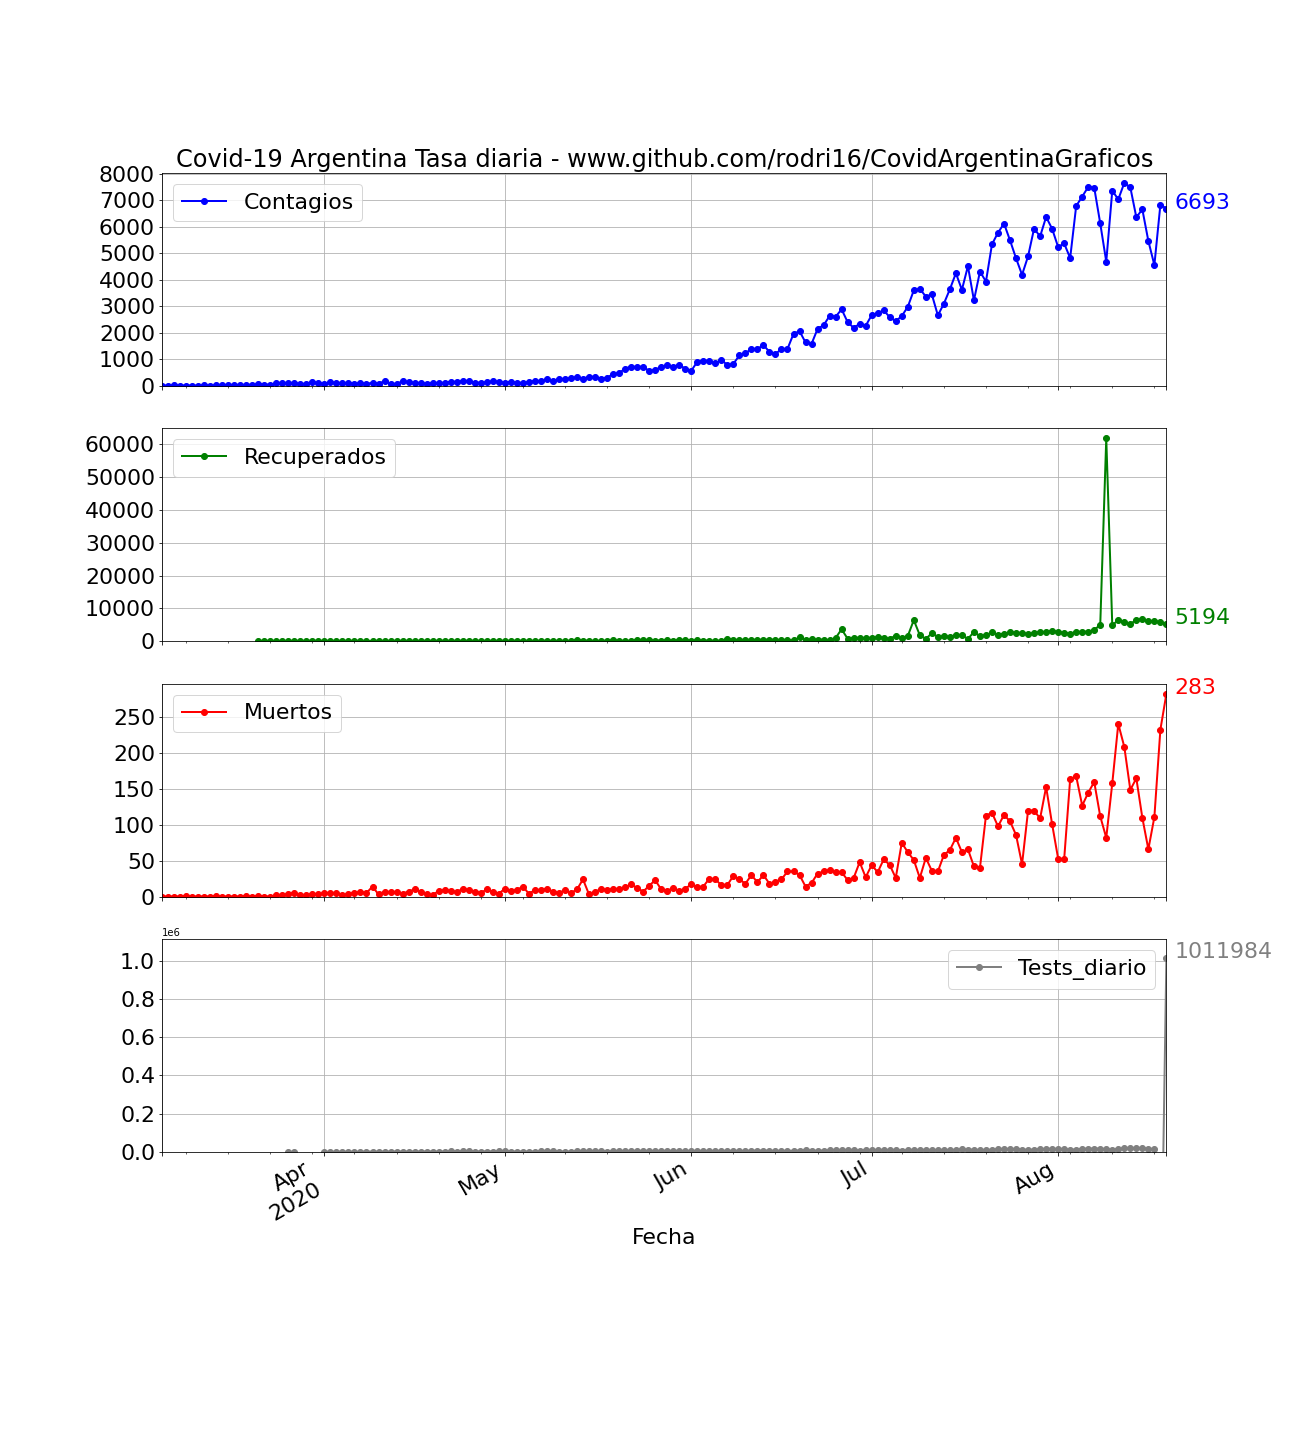 Covid-19 Argentina Tasa diaria - www.github.com/rodri16/CovidArgentinaGraficos
8000
7000
6000
5000
4000
3000
2000
1000
0
Contagios
6693
60000
50000
40000
30000
20000
10000
0
Recuperados
5194
250
200
150
100
50
0
Muertos
283
1e6
1.0
0.8
0.6
0.4
0.2
0.0
Tests_diario
1011984
Apr
2020
May
Jun
Jul
Aug
Fecha